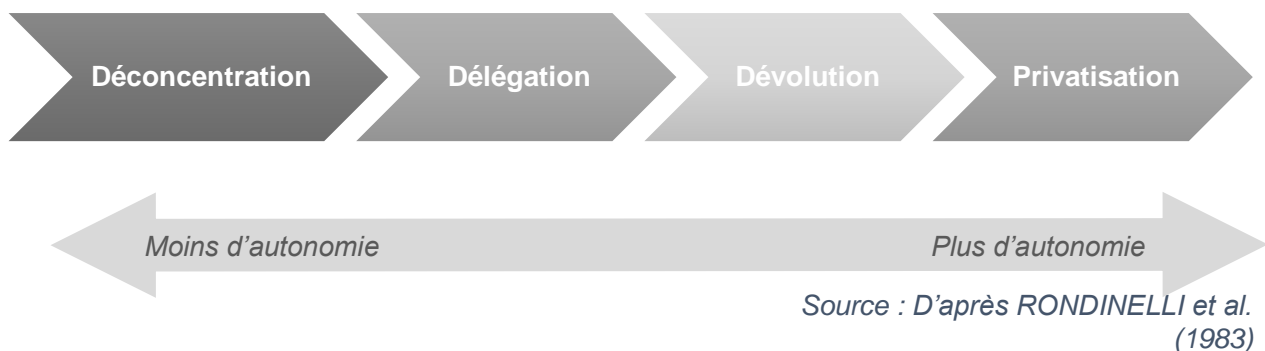 Déconcentration Délégation Dévolution Privatisation
Moins d’autonomie Plus d’autonomie
Source : D’après RONDINELLI et al.
(1983)